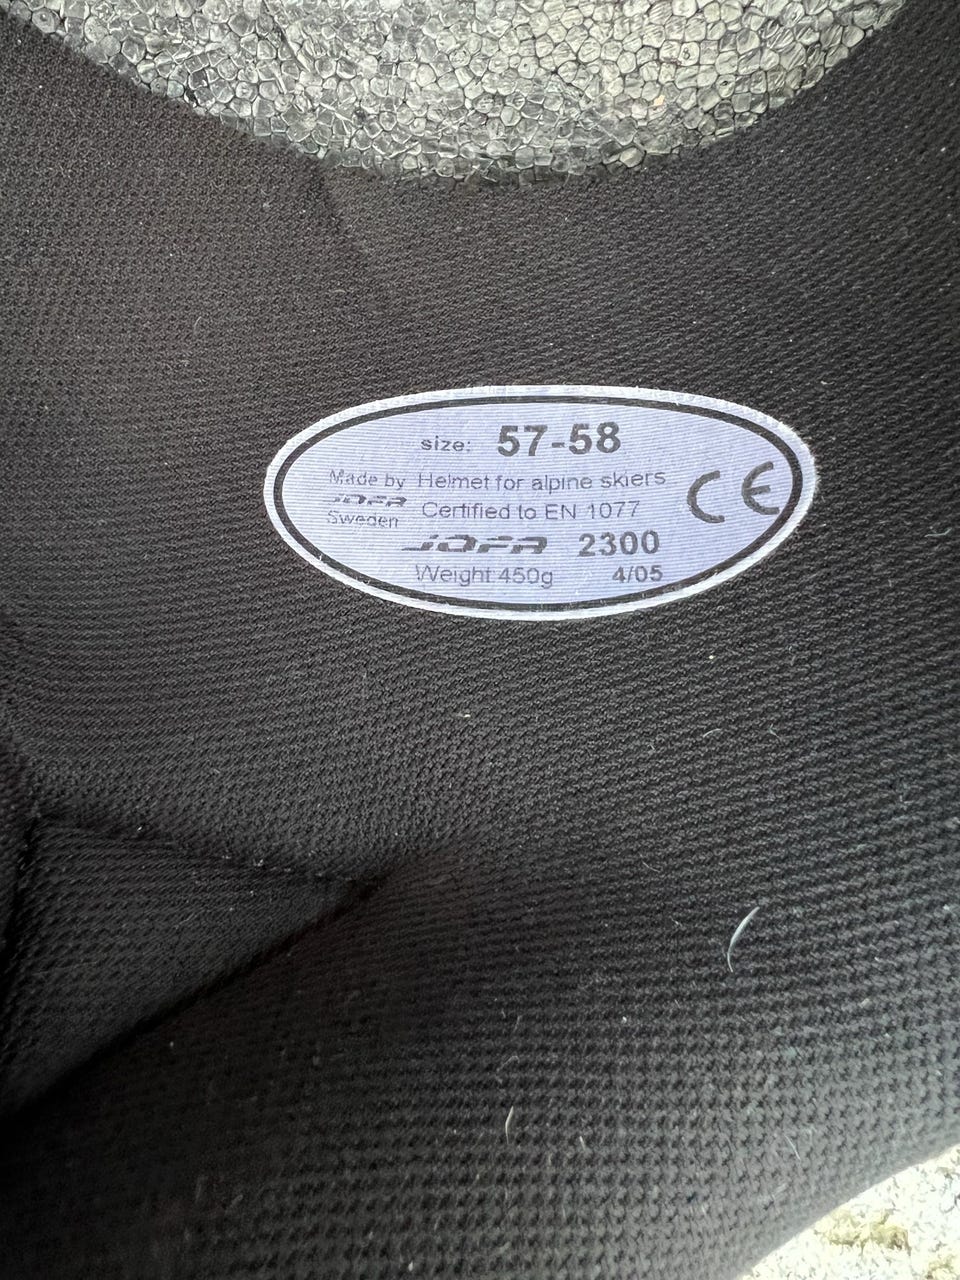 size: 57-58
Made by Helmet for alpine skiers
JOFA
Sweden Certified to EN 1077
CE
JOFA 2300
Weight:450g 4/05